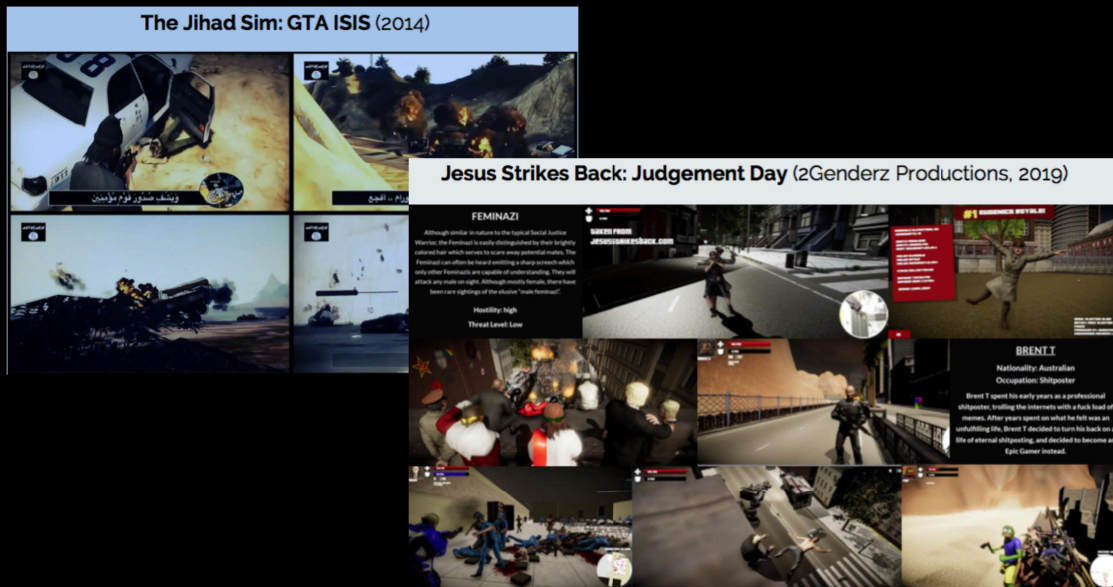 The Jihad Sim: GTA ISIS (2014)
وَيَشْفِ صُدُورَ قَوْمٍ مُؤْمِنِينَ
Jesus Strikes Back: Judgement Day (2Genderz Productions, 2019)
FEMINAZI
Although similar in nature to the typical Social Justice
Warrior, the Feminazi is easily distinguished by their brightly
colored hair which serves to scare away potential mates. The
Feminazi can often be heard emitting a sharp screech which
only other Feminazis are capable of understanding. They will
attack any male on sight. Although mostly female, there have
been rare sightings of the elusive "male feminazi".
Hostility: high
Threat Level: Low
TAKEN FROM
JESUSSTRIKESBACK.COM
#1 EUGENICS ROYALE!
BRENT T
Nationality: Australian
Occupation: Shitposter
Brent T spent his early years as a professional
shitposter, trolling the internets with a fuck load of
memes. After years spent on what he felt was an
unfulfilling life, Brent T decided to turn his back on a
life of eternal shitposting, and decided to become an
Epic Gamer instead.